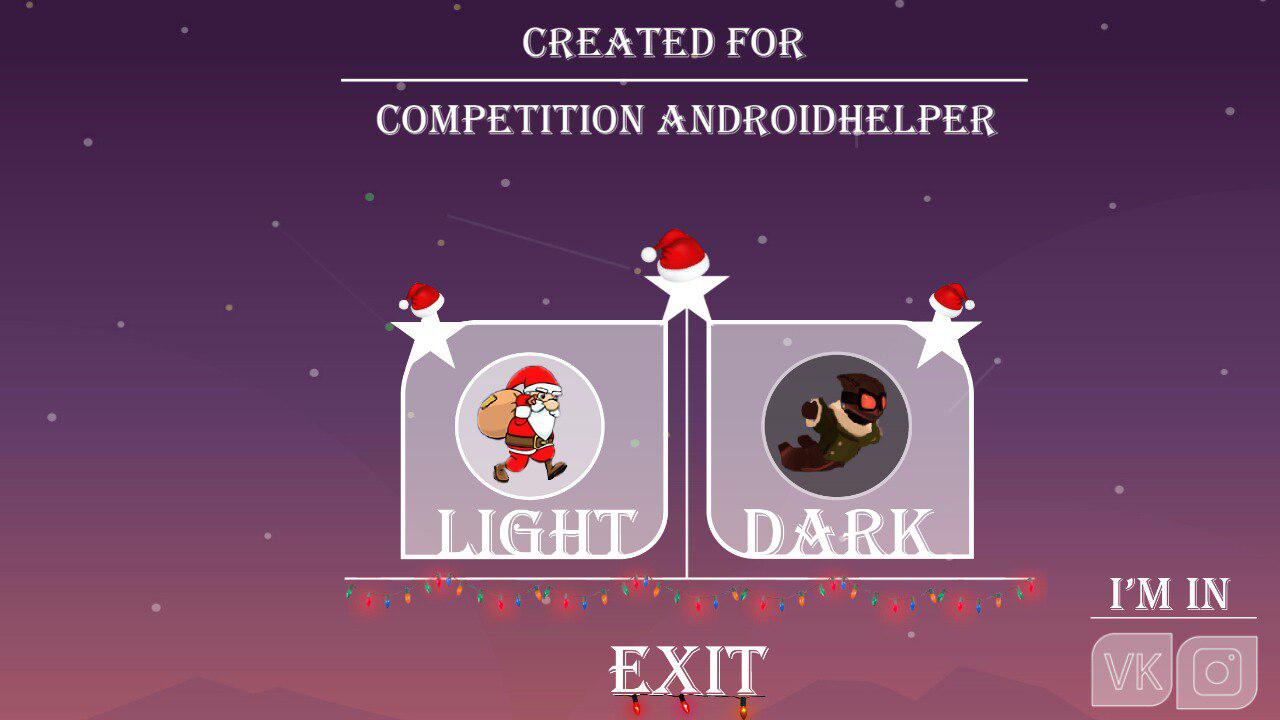 CREATED FOR
COMPETITION ANDROIDHELPER
LIGHT
DARK
I'M IN
VK
EXIT